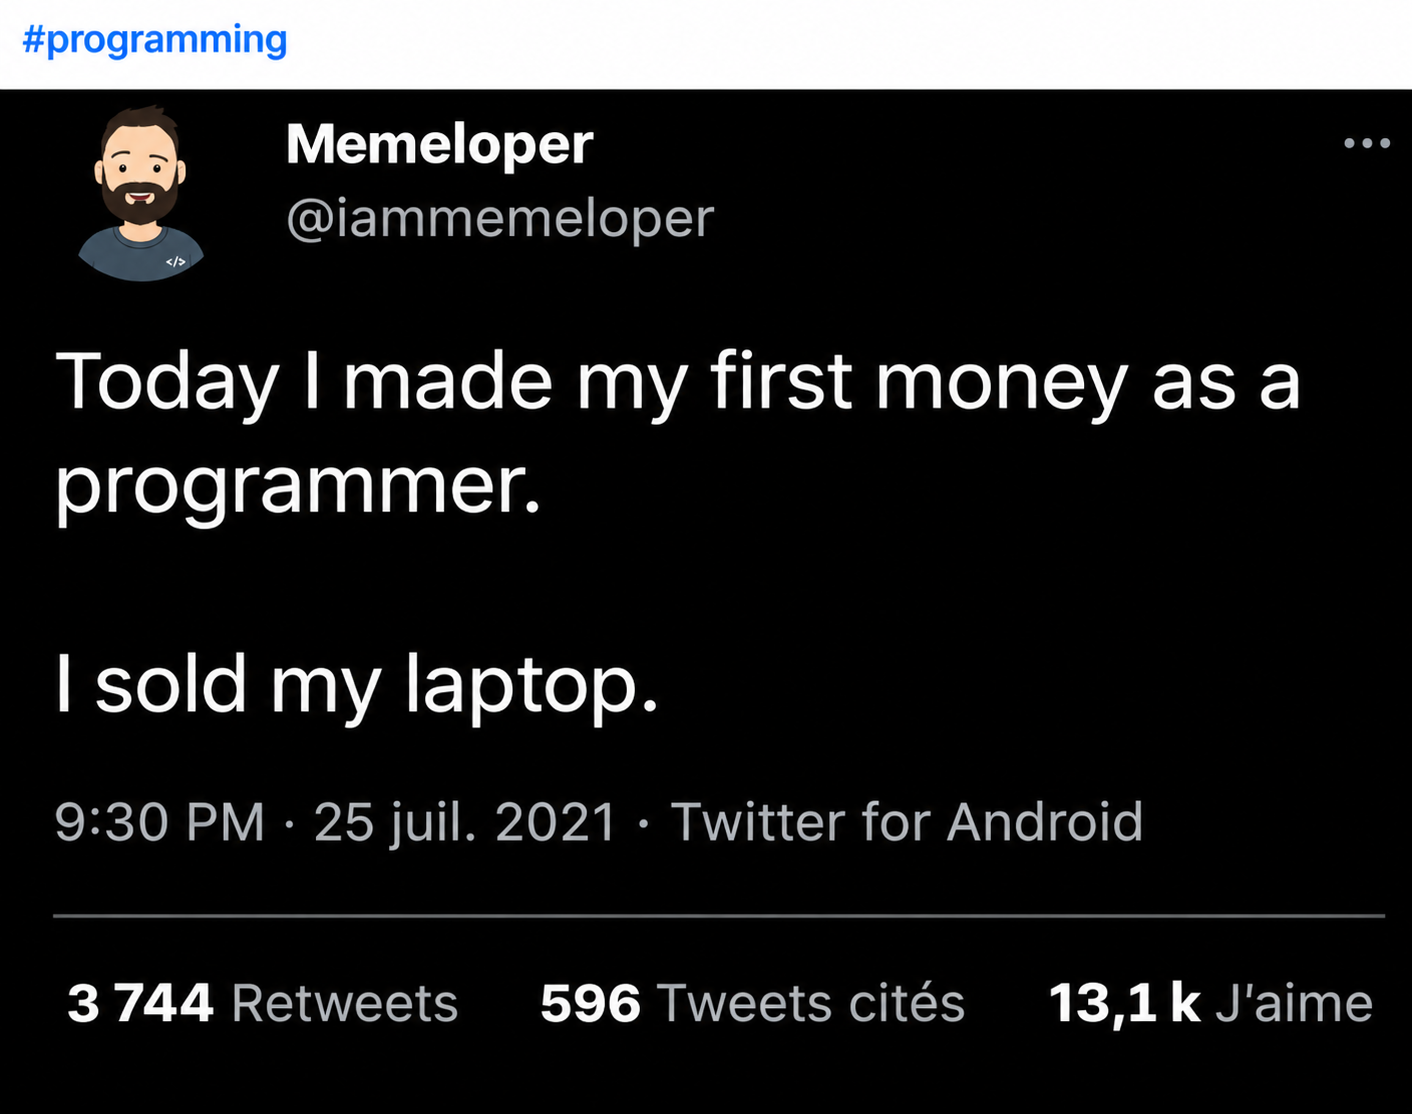 #programming
Memeloper
@iammemeloper
Today I made my first money as a
programmer.
I sold my laptop.
9:30 PM · 25 juil. 2021 · Twitter for Android
3 744 Retweets 596 Tweets cités 13,1 k J'aime